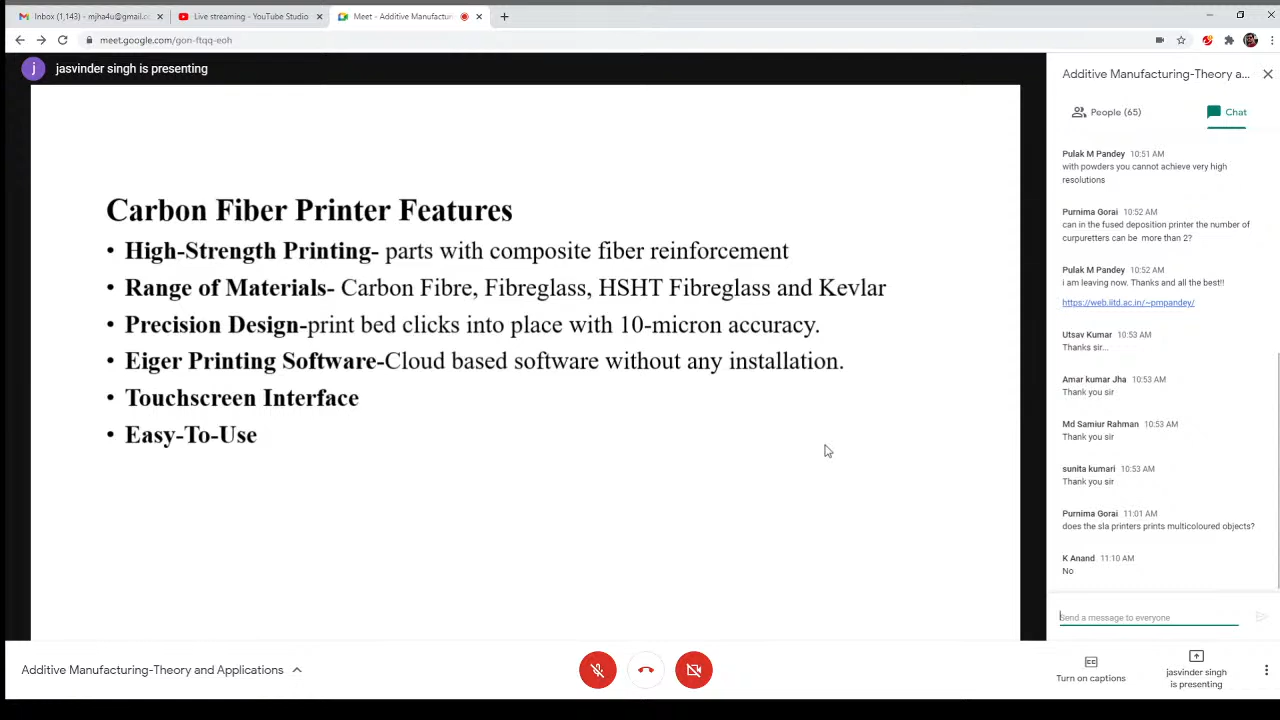 Inbox (1,143) - mjha4u@gmail.c
Live streaming - YouTube Studio
Meet - Additive Manufactur
meet.google.com/gon-ftqq-eoh
j
jasvinder singh is presenting
Carbon Fiber Printer Features
• High-Strength Printing- parts with composite fiber reinforcement
• Range of Materials- Carbon Fibre, Fibreglass, HSHT Fibreglass and Kevlar
• Precision Design-print bed clicks into place with 10-micron accuracy.
• Eiger Printing Software-Cloud based software without any installation.
• Touchscreen Interface
• Easy-To-Use
Additive Manufacturing-Theory a...
People (65)
Chat
Pulak M Pandey 10:51 AM
with powders you cannot achieve very high
resolutions
Purnima Gorai 10:52 AM
can in the fused deposition printer the number of
curpuretters can be more than 2?
Pulak M Pandey 10:52 AM
i am leaving now. Thanks and all the best!!
https://web.iitd.ac.in/~pmpandey/
Utsav Kumar 10:53 AM
Thanks sir...
Amar kumar Jha 10:53 AM
Thank you sir
Md Samiur Rahman 10:53 AM
Thank you sir
sunita kumari 10:53 AM
Thank you sir
Purnima Gorai 11:01 AM
does the sla printers prints multicoloured objects?
K Anand 11:10 AM
No
Send a message to everyone
Additive Manufacturing-Theory and Applications
Turn on captions
jasvinder singh
is presenting